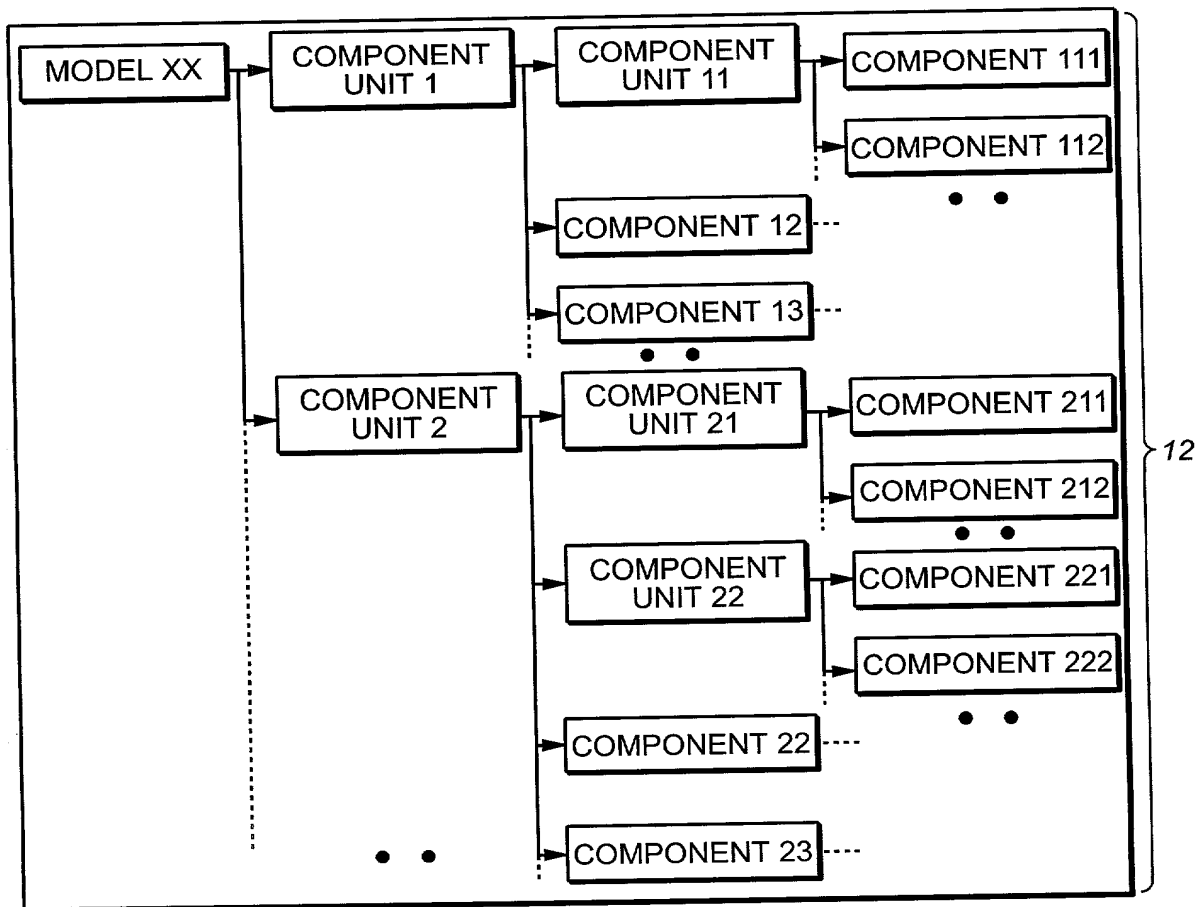 MODEL XX
COMPONENT
UNIT 1
COMPONENT
UNIT 11
COMPONENT 111
COMPONENT 112
COMPONENT 12
COMPONENT 13
COMPONENT
UNIT 2
COMPONENT
UNIT 21
COMPONENT 211
COMPONENT 212
COMPONENT
UNIT 22
COMPONENT 221
COMPONENT 222
COMPONENT 22
COMPONENT 23
12